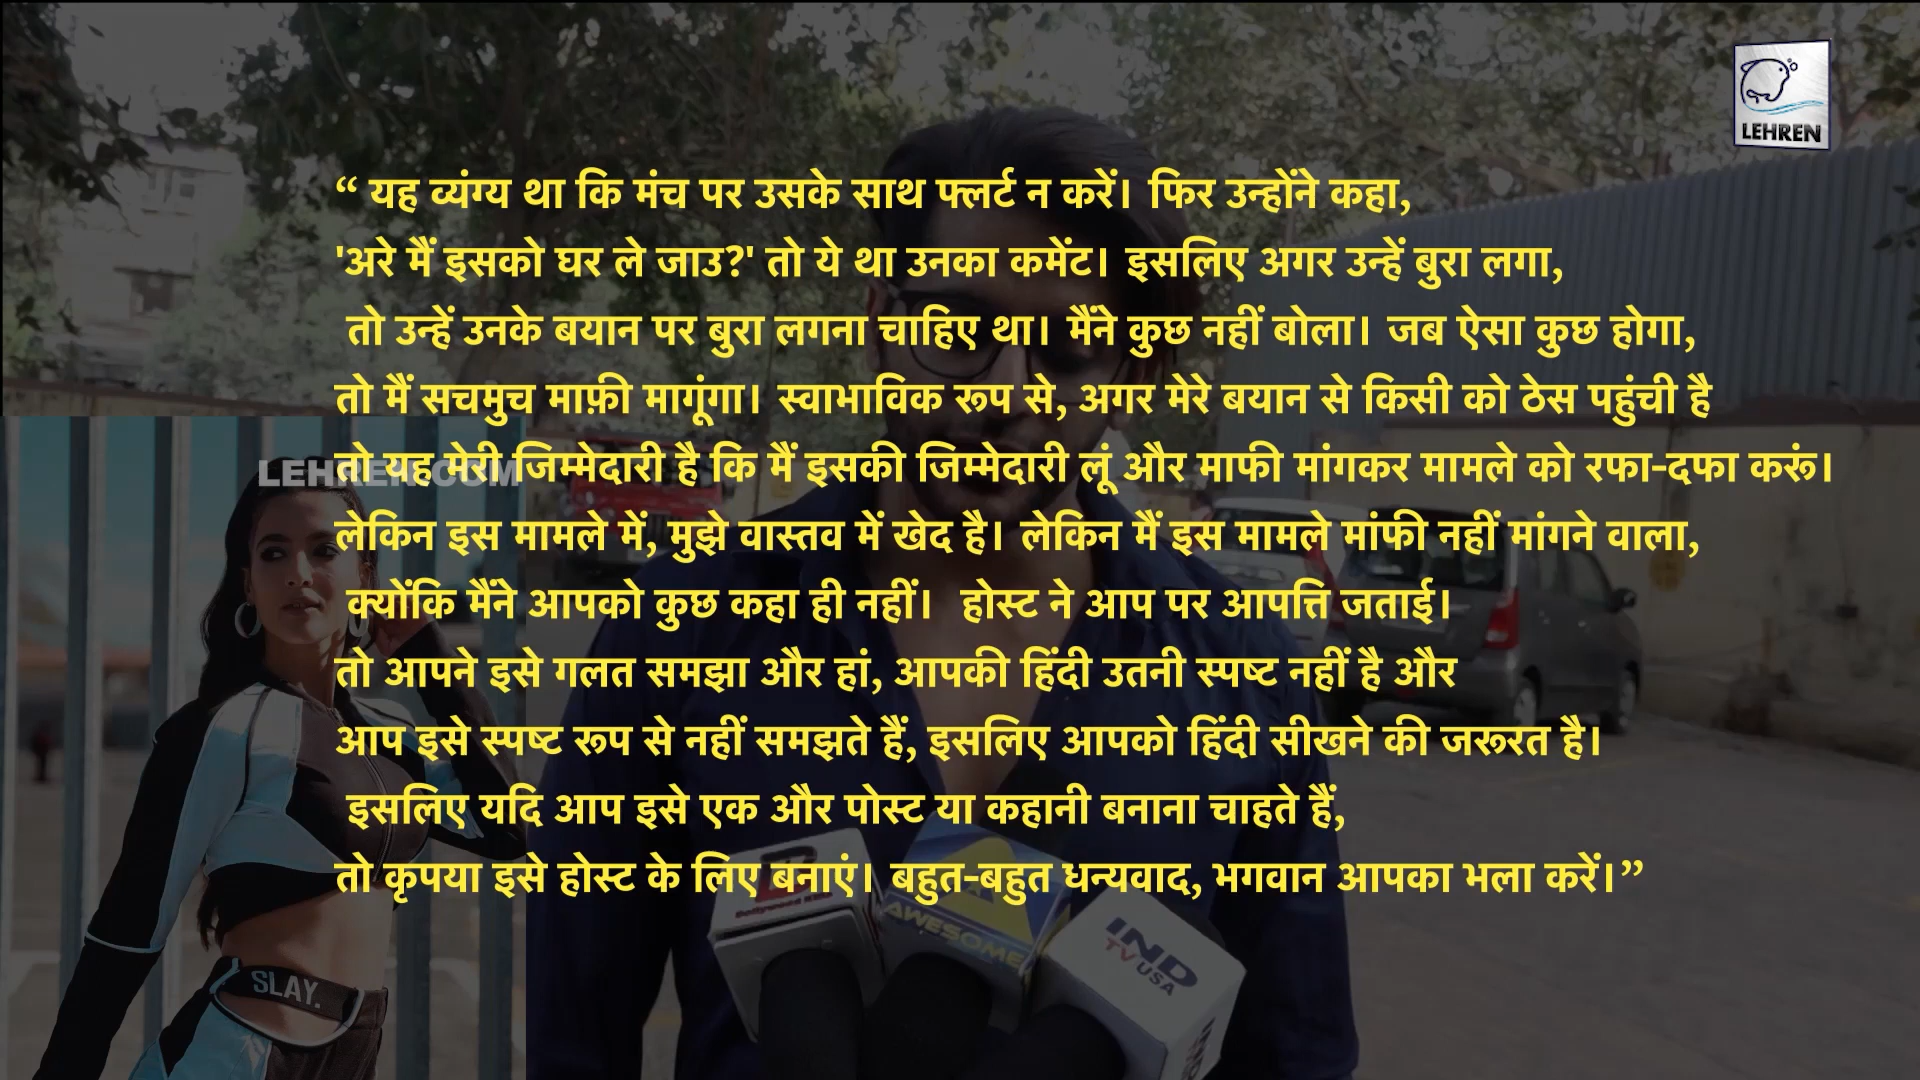 LEHREN
“ यह व्यंग्य था कि मंच पर उसके साथ फ्लर्ट न करें। फिर उन्होंने कहा,
'अरे मैं इसको घर ले जाउ?' तो ये था उनका कमेंट। इसलिए अगर उन्हें बुरा लगा,
तो उन्हें उनके बयान पर बुरा लगना चाहिए था। मैंने कुछ नहीं बोला। जब ऐसा कुछ होगा,
तो मैं सचमुच माफ़ी मागूंगा। स्वाभाविक रूप से, अगर मेरे बयान से किसी को ठेस पहुंची है
तो यह मेरी जिम्मेदारी है कि मैं इसकी जिम्मेदारी लूं और माफी मांगकर मामले को रफा-दफा करूं।
लेकिन इस मामले में, मुझे वास्तव में खेद है। लेकिन मैं इस मामले मांफी नहीं मांगने वाला,
क्योंकि मैंने आपको कुछ कहा ही नहीं। होस्ट ने आप पर आपत्ति जताई।
तो आपने इसे गलत समझा और हां, आपकी हिंदी उतनी स्पष्ट नहीं है और
आप इसे स्पष्ट रूप से नहीं समझते हैं, इसलिए आपको हिंदी सीखने की जरूरत है।
इसलिए यदि आप इसे एक और पोस्ट या कहानी बनाना चाहते हैं,
तो कृपया इसे होस्ट के लिए बनाएं। बहुत-बहुत धन्यवाद, भगवान आपका भला करें।”
LEHREN.COM
SLAY.
AWESOME
IND
TV USA